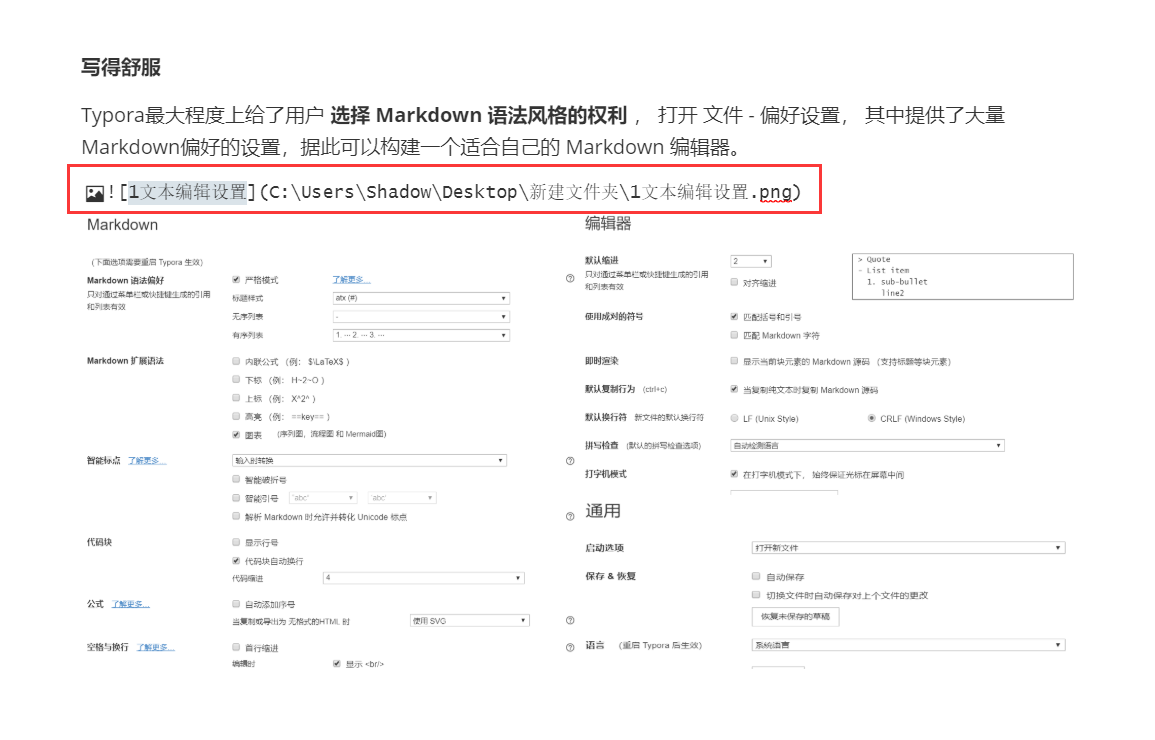 写得舒服
Typora最大程度上给了用户 选择 Markdown 语法风格的权利 ， 打开 文件 - 偏好设置， 其中提供了大量
Markdown偏好的设置，据此可以构建一个适合自己的 Markdown 编辑器。
![1文本编辑设置](C:\Users\Shadow\Desktop\新建文件夹\1文本编辑设置.png)
Markdown
（下面选项需要重启 Typora 生效）
Markdown 语法偏好
只对通过菜单栏或快捷键生成的引用
和列表有效
严格模式
了解更多...
标题样式
atx (#)
无序列表
-
有序列表
1. ··· 2. ··· 3. ···
Markdown 扩展语法
内联公式 （例： $\LaTeX$ ）
下标 （例： H~2~O ）
上标 （例： X^2^ ）
高亮 （例： ==key== ）
图表 （序列图，流程图 和 Mermaid图）
智能标点 了解更多...
输入时转换
智能破折号
智能引号 "abc" 'abc'
解析 Markdown 时允许并转化 Unicode 标点
代码块
显示行号
代码块自动换行
代码缩进 4
公式 了解更多...
自动添加序号
当复制或导出为 无格式的HTML 时 使用 SVG
空格与换行 了解更多...
首行缩进
编辑时 显示 <br/>
编辑器
默认缩进
只对通过菜单栏或快捷键生成的引用
和列表有效
2
对齐缩进
> Quote
- List item
1. sub-bullet
line2
使用成对的符号
匹配括号和引号
匹配 Markdown 字符
即时渲染
显示当前块元素的 Markdown 源码 （支持标题等块元素）
默认复制行为 (ctrl+c)
当复制纯文本时复制 Markdown 源码
默认换行符 新文件的默认换行符
LF (Unix Style)
CRLF (Windows Style)
拼写检查 (默认的拼写检查选项)
自动检测语言
打字机模式
在打字机模式下， 始终保证光标在屏幕中间
通用
启动选项
打开新文件
保存 & 恢复
自动保存
切换文件时自动保存对上个文件的更改
恢复未保存的草稿
语言 （重启 Typora 后生效）
系统语言